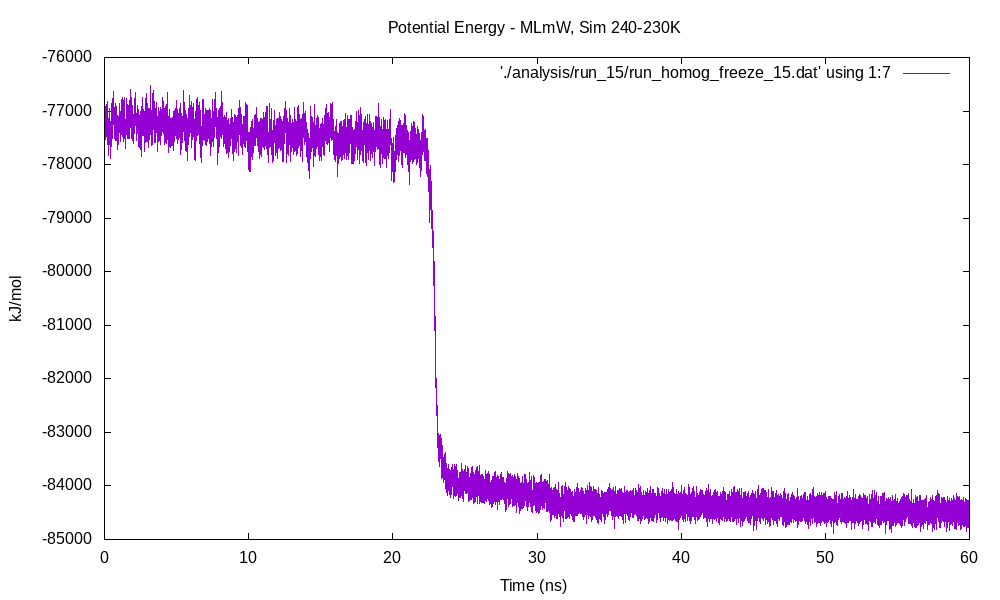 Potential Energy - MLmW, Sim 240-230K
'./analysis/run_15/run_homog_freeze_15.dat' using 1:7
-76000
-77000
-78000
-79000
-80000
-81000
-82000
-83000
-84000
-85000
kJ/mol
0 10 20 30 40 50 60
Time (ns)